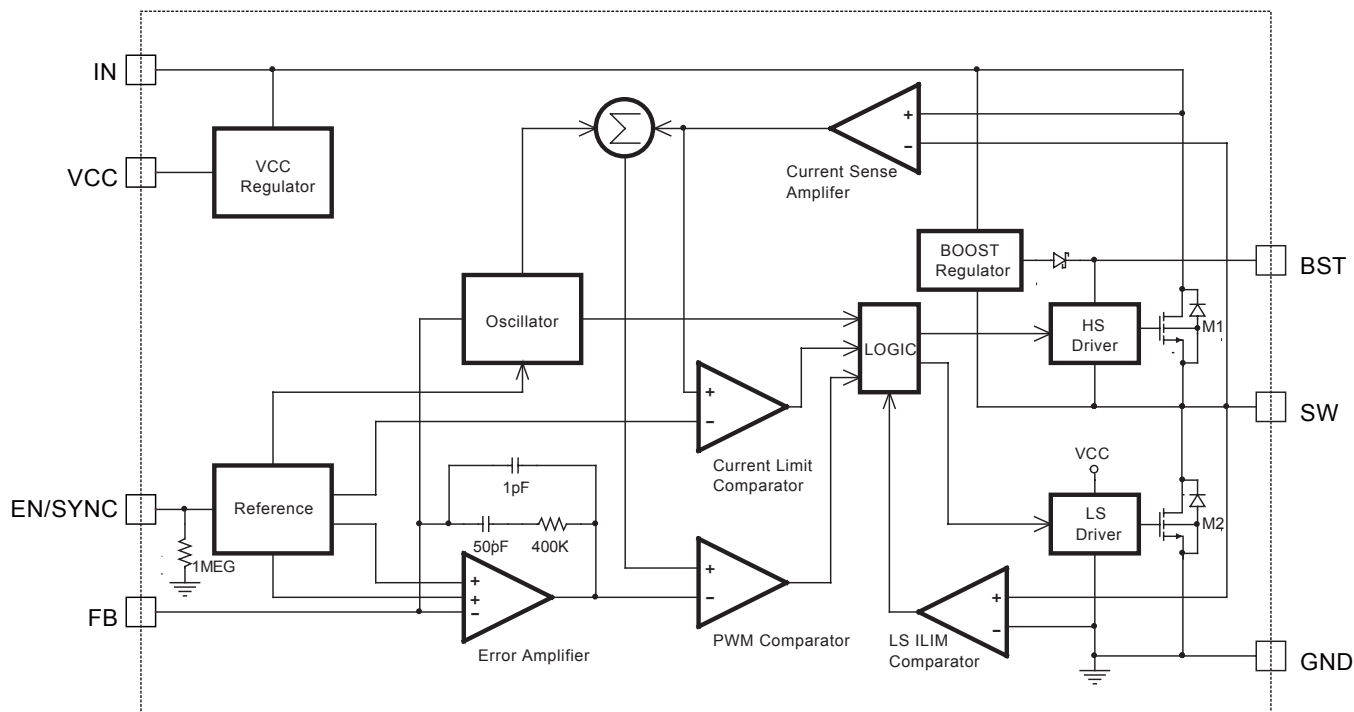 IN
VCC
VCC
Regulator
Σ
+
−
Current Sense
Amplifer
BOOST
Regulator
BST
Oscillator
LOGIC
HS
Driver
M1
SW
+
−
Current Limit
Comparator
VCC
EN/SYNC
Reference
1MEG
1pF
50pF
400K
LS
Driver
M2
FB
+
+
−
Error Amplifier
+
−
PWM Comparator
+
−
LS ILIM
Comparator
GND